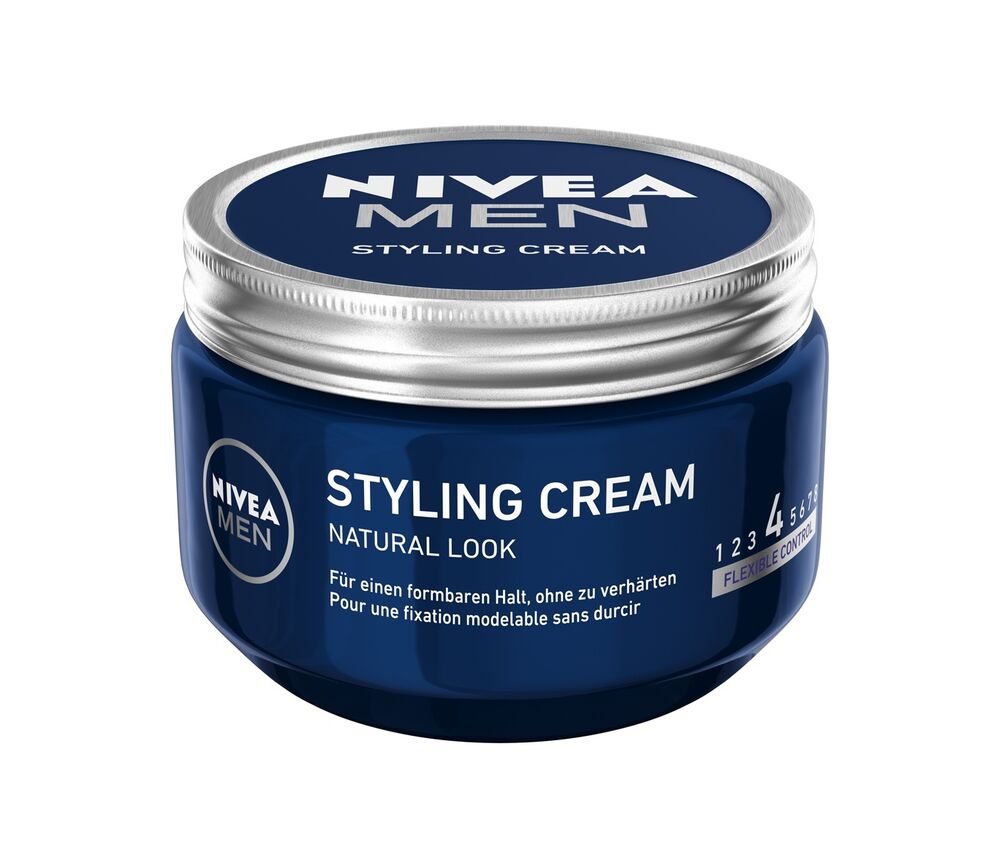 NIVEA
MEN
STYLING CREAM
NIVEA
MEN
STYLING CREAM
NATURAL LOOK
Für einen formbaren Halt, ohne zu verhärten
Pour une fixation modelable sans durcir
1 2 3 4 5 6 7 8
FLEXIBLE CONTROL